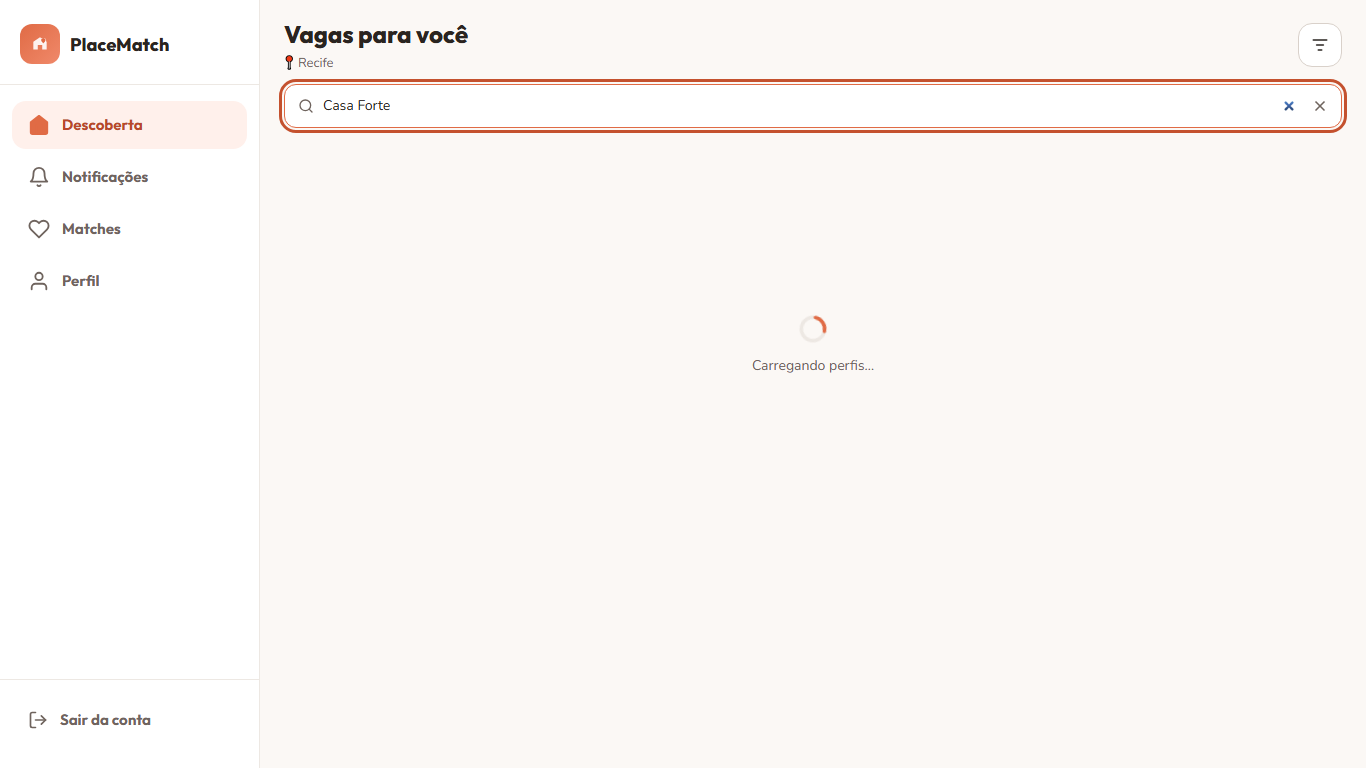 PlaceMatch
Descoberta
Notificações
Matches
Perfil
Sair da conta
Vagas para você
Recife
Casa Forte
Carregando perfis...